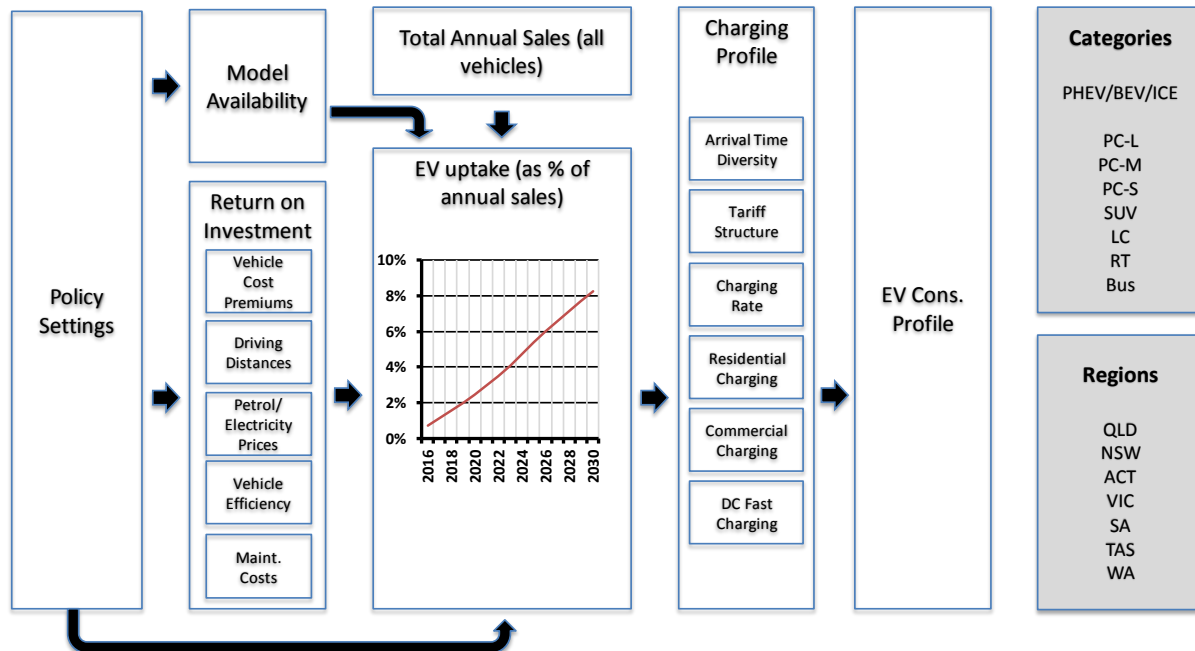 Policy
Settings
Model
Availability
Return on
Investment
Vehicle
Cost
Premiums
Driving
Distances
Petrol/
Electricity
Prices
Vehicle
Efficiency
Maint.
Costs
Total Annual Sales (all
vehicles)
EV uptake (as % of
annual sales)
10%
8%
6%
4%
2%
0%
2016
2018
2020
2022
2024
2026
2028
2030
Charging
Profile
Arrival Time
Diversity
Tariff
Structure
Charging
Rate
Residential
Charging
Commercial
Charging
DC Fast
Charging
EV Cons.
Profile
Categories
PHEV/BEV/ICE
PC-L
PC-M
PC-S
SUV
LC
RT
Bus
Regions
QLD
NSW
ACT
VIC
SA
TAS
WA